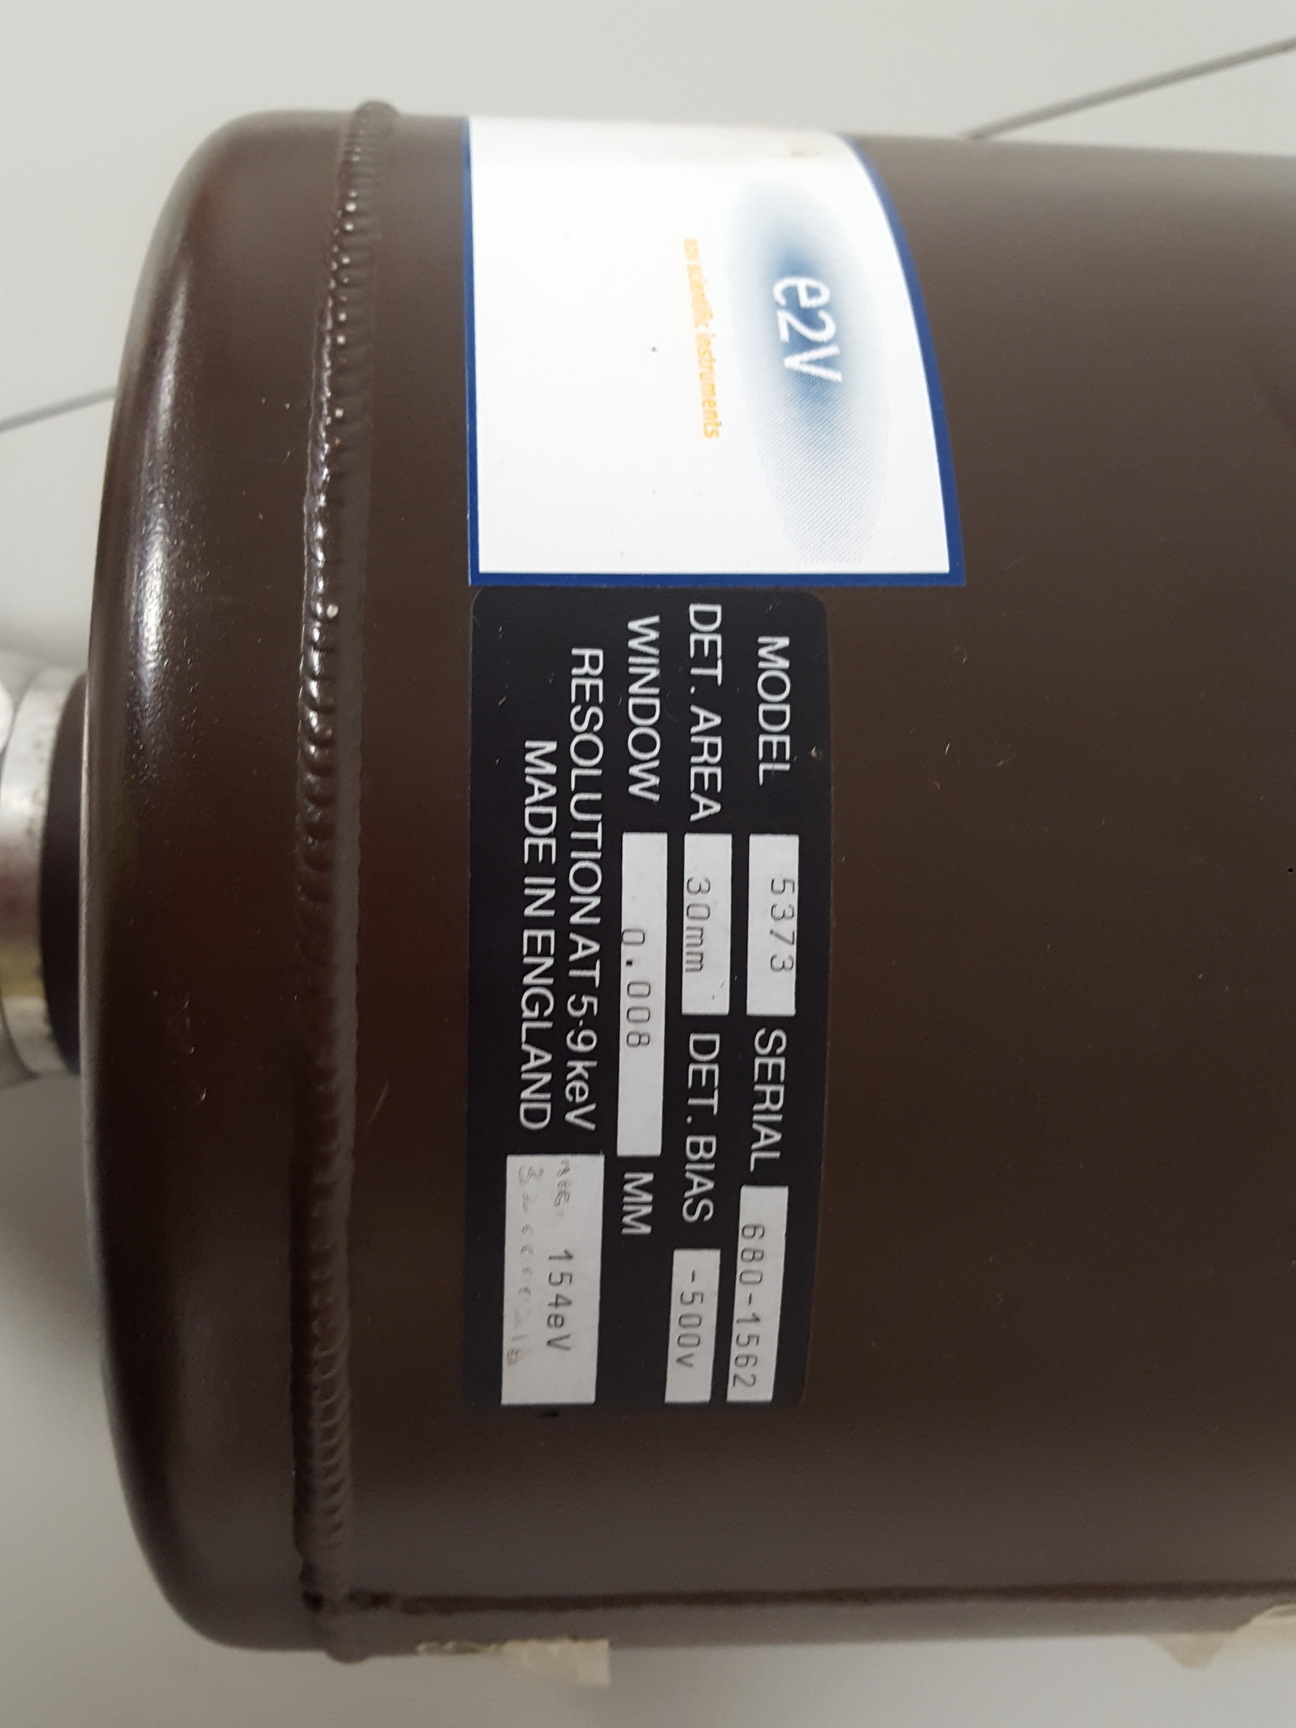 e2V
e2v scientific instruments
MODEL 5373 SERIAL 680-1562
DET. AREA 30mm DET. BIAS -500v
WINDOW 0.008 MM
RESOLUTION AT 5·9 keV 154eV
MADE IN ENGLAND